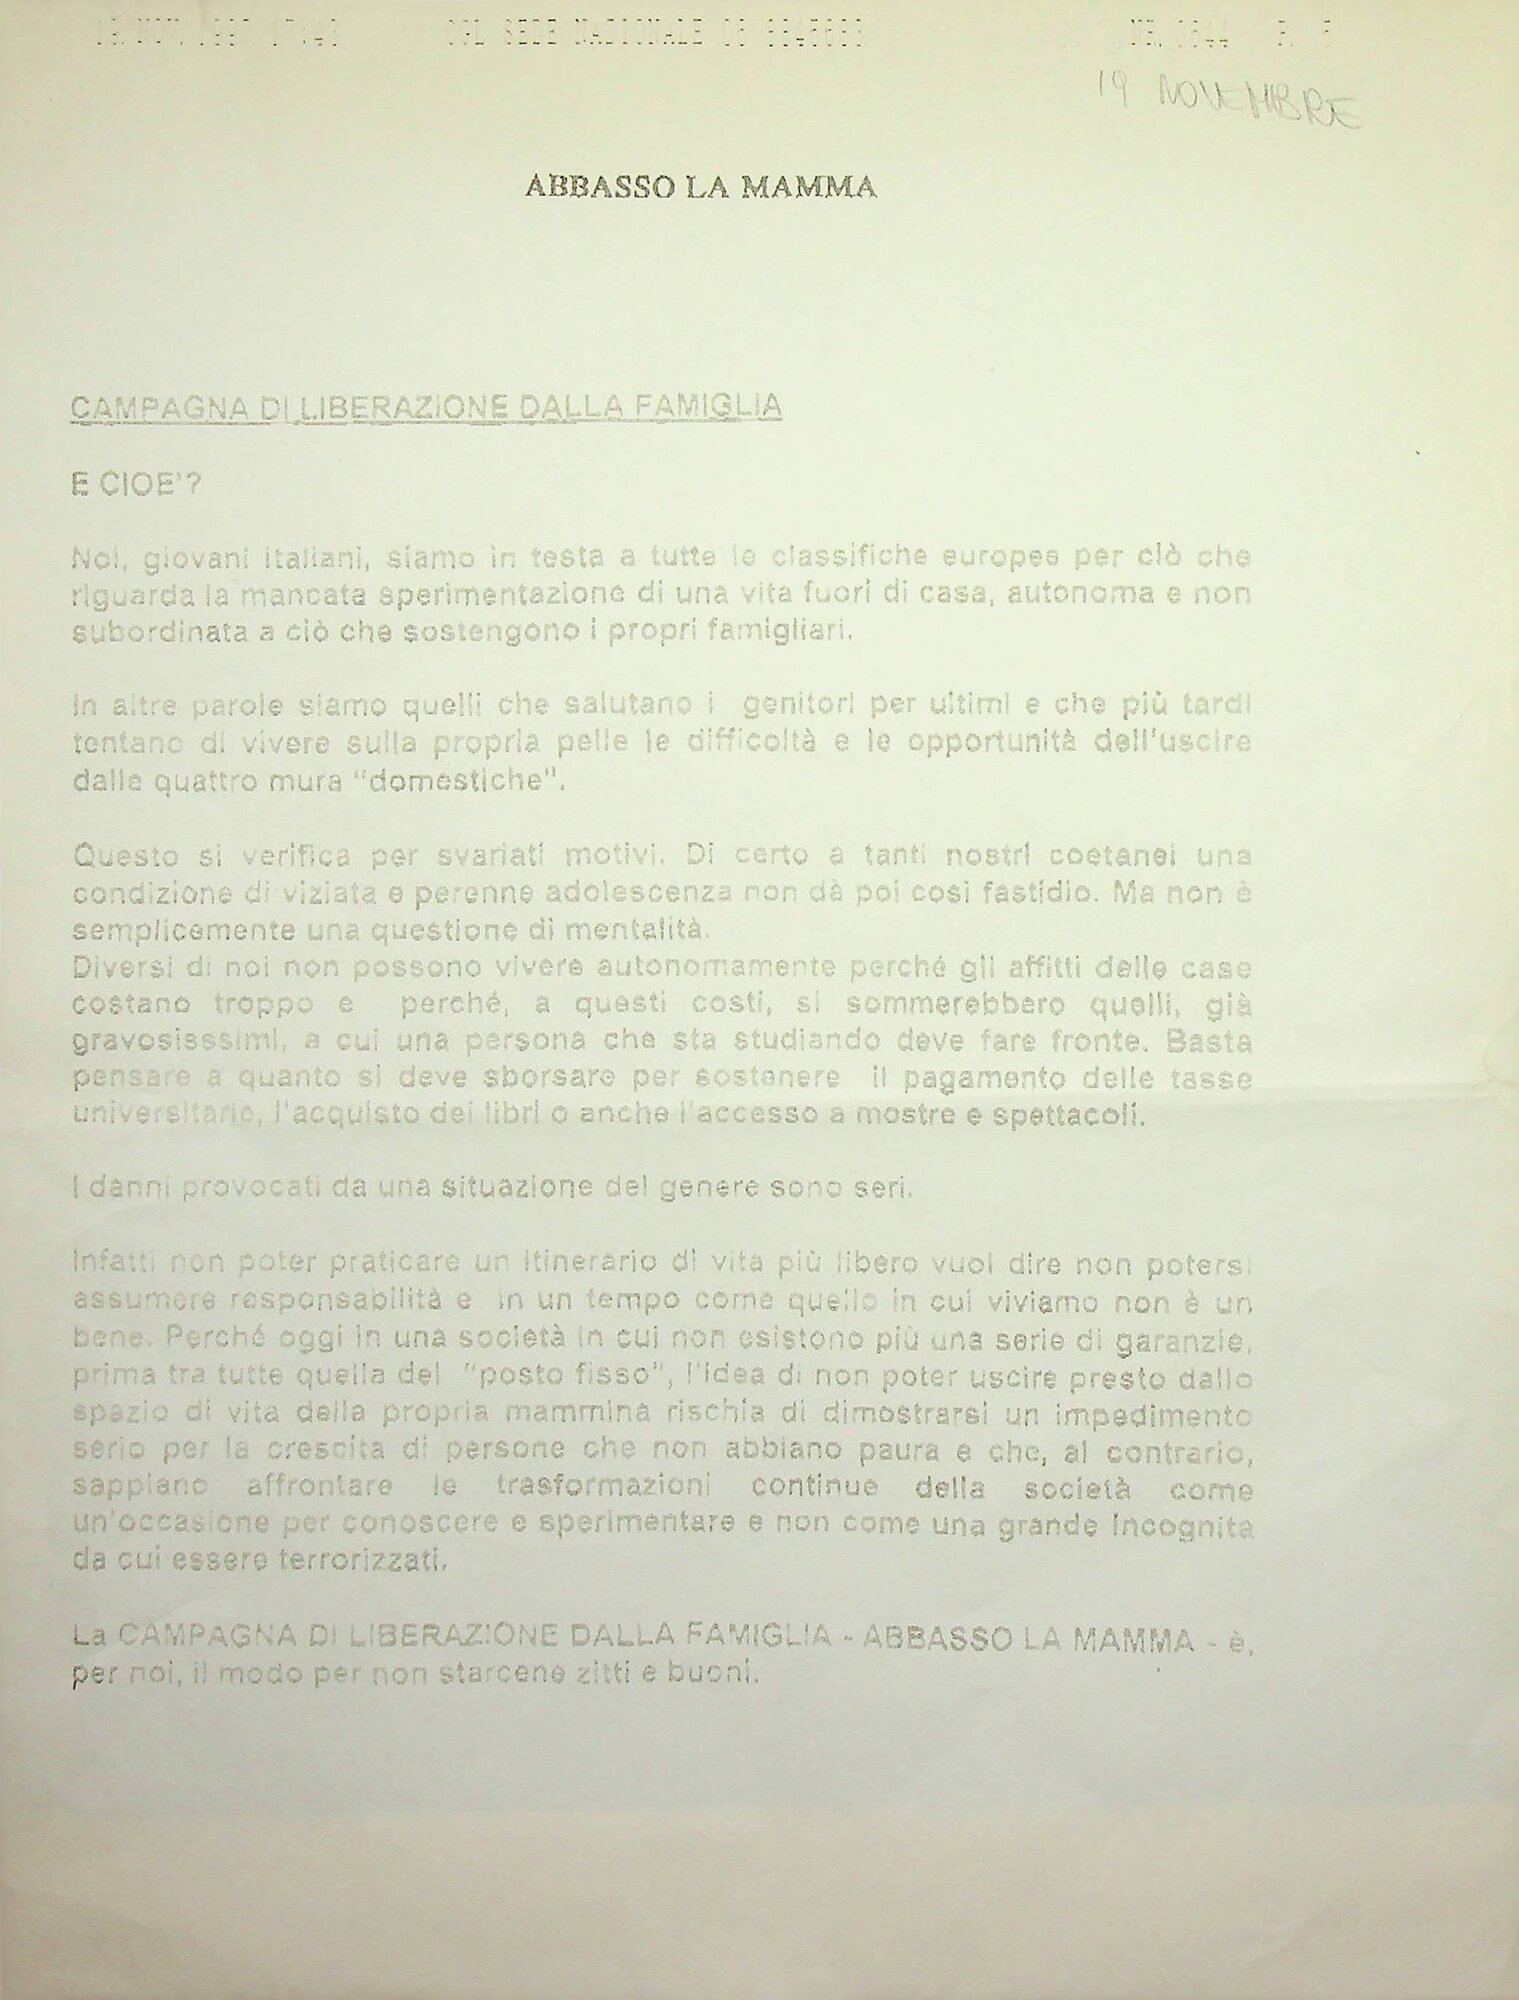 SEDE NAZIONALE 06
19 NOVEMBRE
ABBASSO LA MAMMA
CAMPAGNA DI LIBERAZIONE DALLA FAMIGLIA
E CIOE'?
Noi, giovani italiani, siamo in testa a tutte le classifiche europee per ciò che
riguarda la mancata sperimentazione di una vita fuori di casa, autonoma e non
subordinata a ciò che sostengono i propri famigliari.
In altre parole siamo quelli che salutano i genitori per ultimi e che più tardi
tentano di vivere sulla propria pelle le difficoltà e le opportunità dell'uscire
dalle quattro mura "domestiche".
Questo si verifica per svariati motivi. Di certo a tanti nostri coetanei una
condizione di viziata e perenne adolescenza non dà poi così fastidio. Ma non è
semplicemente una questione di mentalità.
Diversi di noi non possono vivere autonomamente perché gli affitti delle case
costano troppo e perché, a questi costi, si sommerebbero quelli, già
gravosisssimi, a cui una persona che sta studiando deve fare fronte. Basta
pensare a quanto si deve sborsare per sostenere il pagamento delle tasse
universitarie, l'acquisto dei libri o anche l'accesso a mostre e spettacoli.
I danni provocati da una situazione del genere sono seri.
Infatti non poter praticare un itinerario di vita più libero vuol dire non potersi
assumere responsabilità e in un tempo come quello in cui viviamo non è un
bene. Perché oggi in una società in cui non esistono più una serie di garanzie,
prima tra tutte quella del "posto fisso", l'idea di non poter uscire presto dallo
spazio di vita della propria mammina rischia di dimostrarsi un impedimento
serio per la crescita di persone che non abbiano paura e che, al contrario,
sappiano affrontare le trasformazioni continue della società come
un'occasione per conoscere e sperimentare e non come una grande incognita
da cui essere terrorizzati.
La CAMPAGNA DI LIBERAZIONE DALLA FAMIGLIA - ABBASSO LA MAMMA - è,
per noi, il modo per non starcene zitti e buoni.